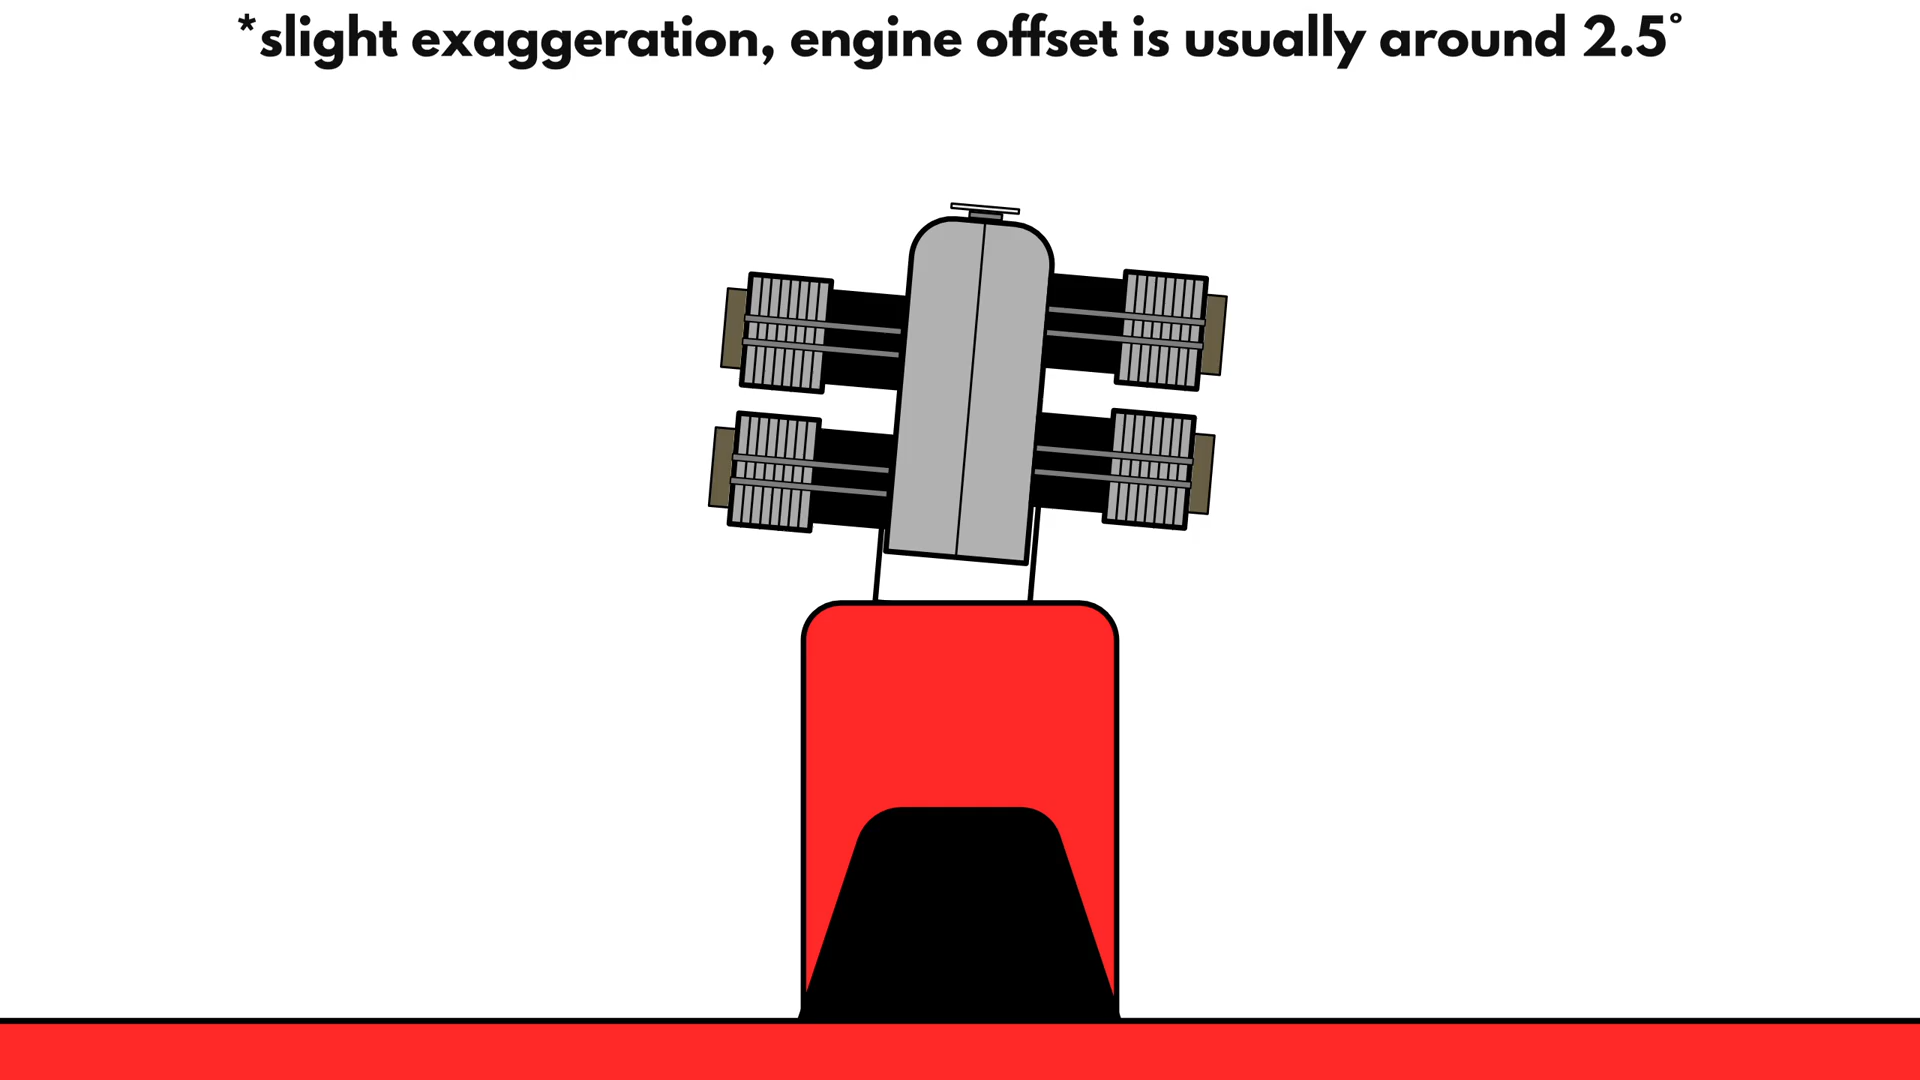 *slight exaggeration, engine offset is usually around 2.5°